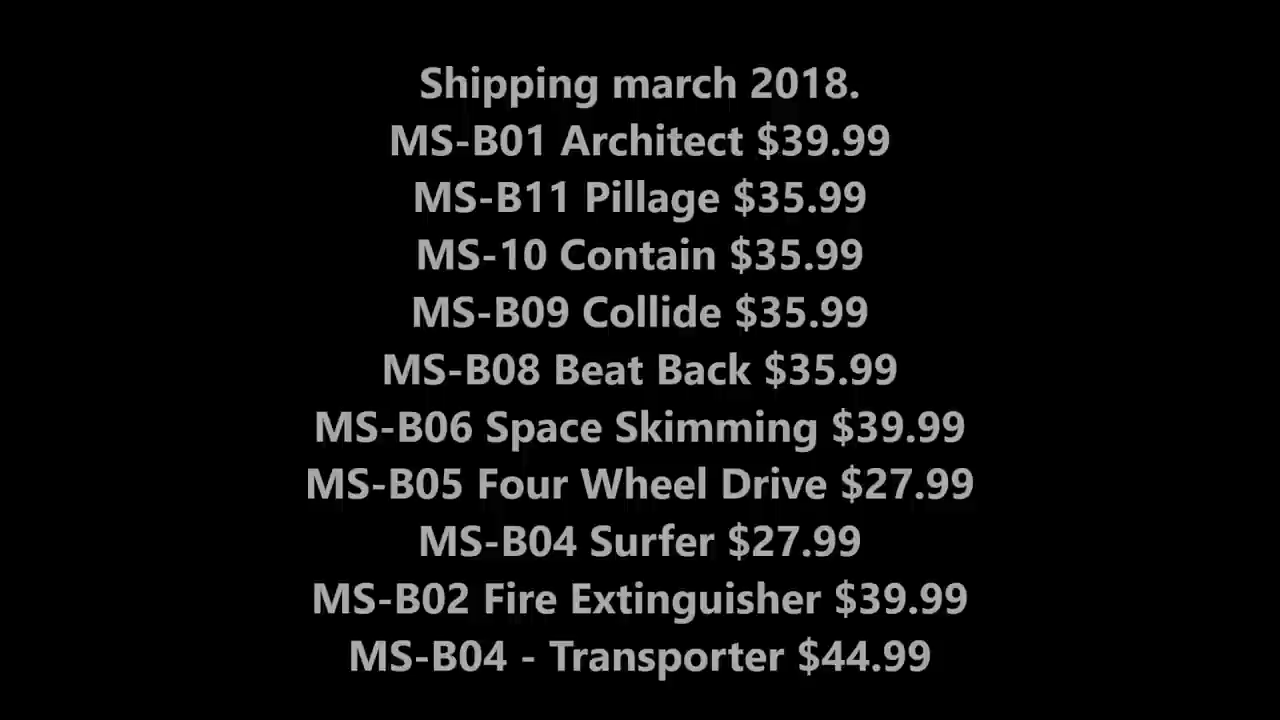 Shipping march 2018.
MS-B01 Architect $39.99
MS-B11 Pillage $35.99
MS-10 Contain $35.99
MS-B09 Collide $35.99
MS-B08 Beat Back $35.99
MS-B06 Space Skimming $39.99
MS-B05 Four Wheel Drive $27.99
MS-B04 Surfer $27.99
MS-B02 Fire Extinguisher $39.99
MS-B04 - Transporter $44.99